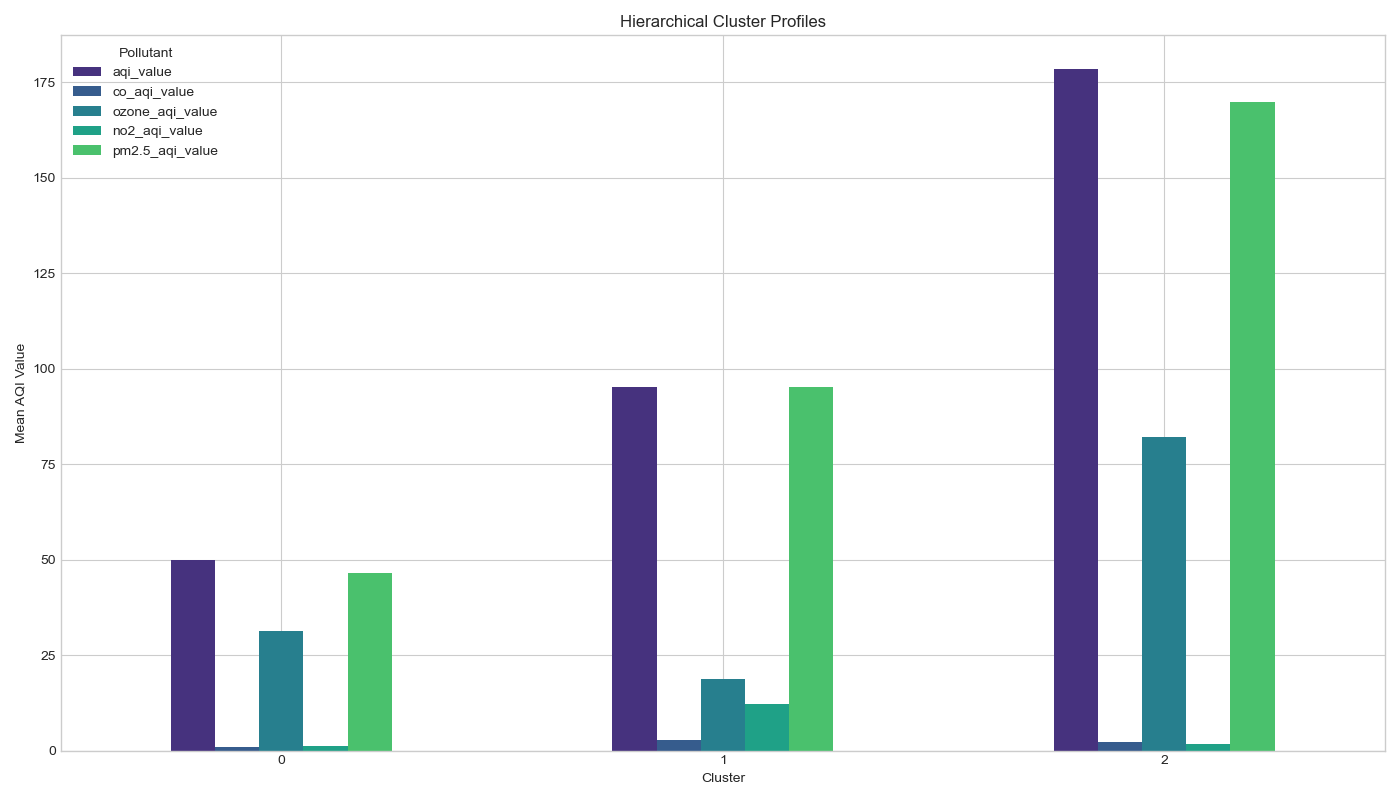 Hierarchical Cluster Profiles
Pollutant
aqi_value
co_aqi_value
ozone_aqi_value
no2_aqi_value
pm2.5_aqi_value
175
150
125
100
75
50
25
0
Mean AQI Value
0 1 2
Cluster